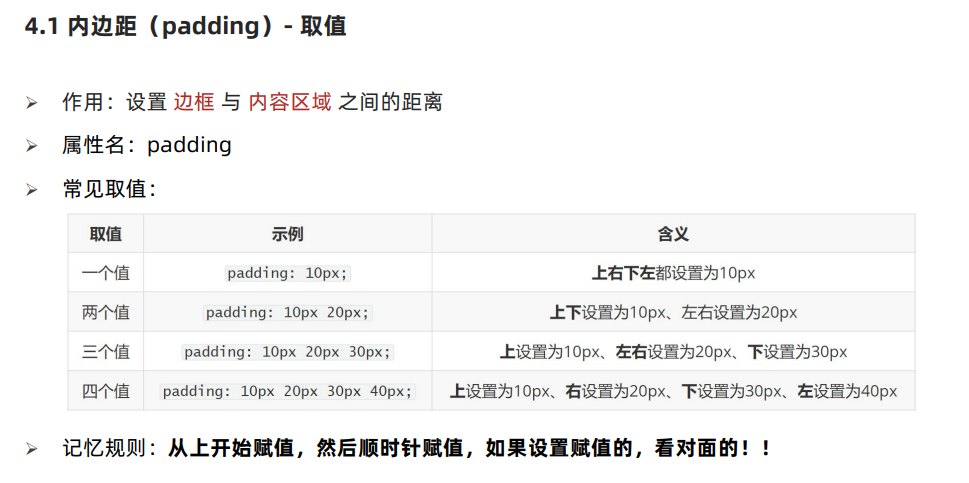 4.1 内边距（padding）- 取值
作用：设置 边框 与 内容区域 之间的距离
属性名：padding
常见取值：
取值 示例 含义
一个值 padding: 10px; 上右下左都设置为10px
两个值 padding: 10px 20px; 上下设置为10px、左右设置为20px
三个值 padding: 10px 20px 30px; 上设置为10px、左右设置为20px、下设置为30px
四个值 padding: 10px 20px 30px 40px; 上设置为10px、右设置为20px、下设置为30px、左设置为40px
记忆规则：从上开始赋值，然后顺时针赋值，如果设置赋值的，看对面的！！